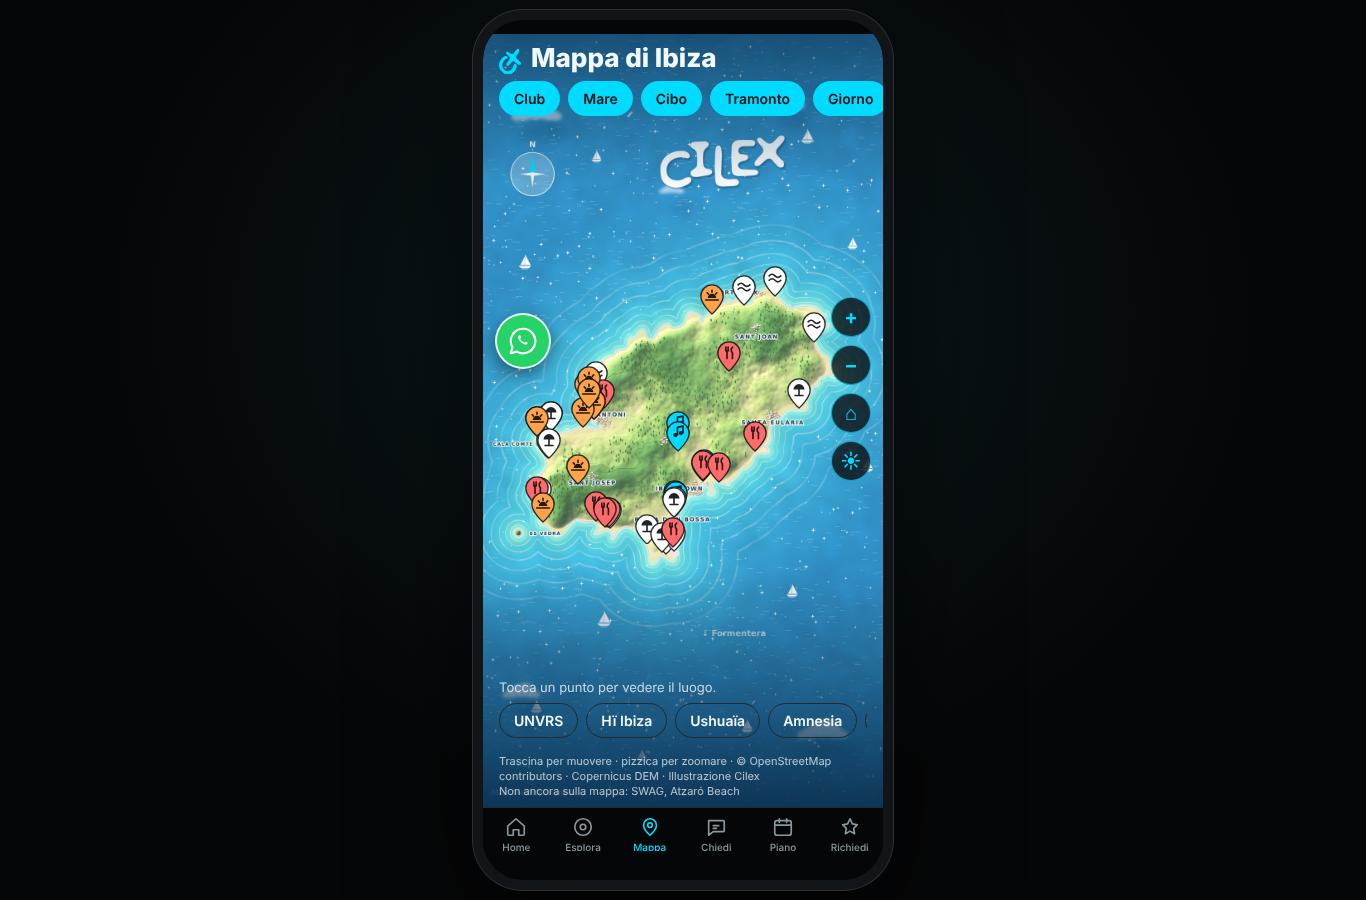 Mappa di Ibiza
Club
Mare
Cibo
Tramonto
Giorno
N
CILEX
SANT JOAN
SANTA EULARIA
CALA COMTE
SANT JOSEP
BOSSA
ES VEDRA
+
−
↓ Formentera
Tocca un punto per vedere il luogo.
UNVRS
Hï Ibiza
Ushuaïa
Amnesia
Trascina per muovere · pizzica per zoomare · © OpenStreetMap
contributors · Copernicus DEM · Illustrazione Cilex
Non ancora sulla mappa: SWAG, Atzaró Beach
Home
Esplora
Mappa
Chiedi
Piano
Richiedi